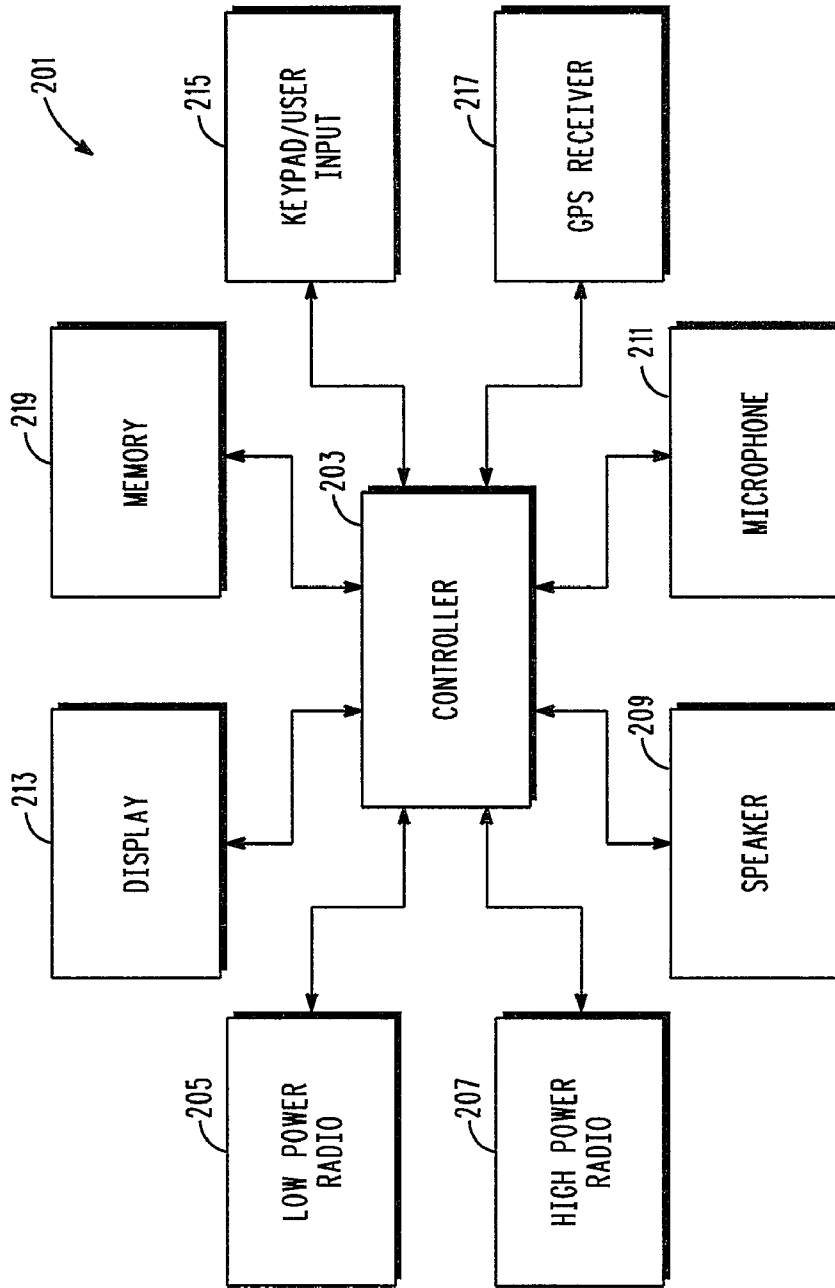 201
213
DISPLAY
219
MEMORY
205
LOW POWER
RADIO
215
KEYPAD/USER
INPUT
203
CONTROLLER
207
HIGH POWER
RADIO
217
GPS RECEIVER
209
SPEAKER
211
MICROPHONE